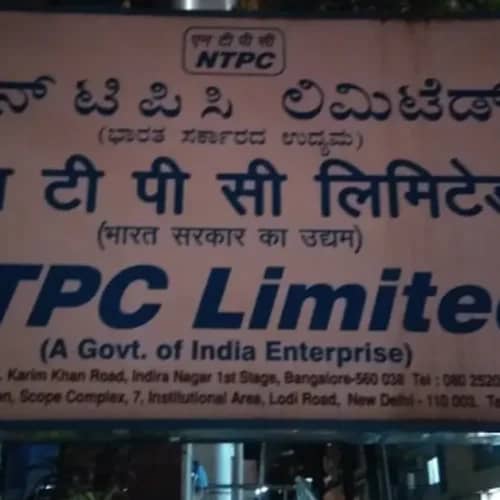 एन टी पी सी
NTPC
ನ್ ಟಿ ಪಿ ಸಿ ಲಿಮಿಟೆಡ್
(ಭಾರತ ಸರ್ಕಾರದ ಉದ್ಯಮ)
टी पी सी लिमिटेड
(भारत सरकार का उद्यम)
TPC Limite
(A Govt. of India Enterprise)
Karim Khan Road, Indira Nagar 1st Stage, Bangalore-560 038 Tel : 080 2520
Scope Complex, 7, Institutional Area, Lodi Road, New Delhi - 110 003. Te